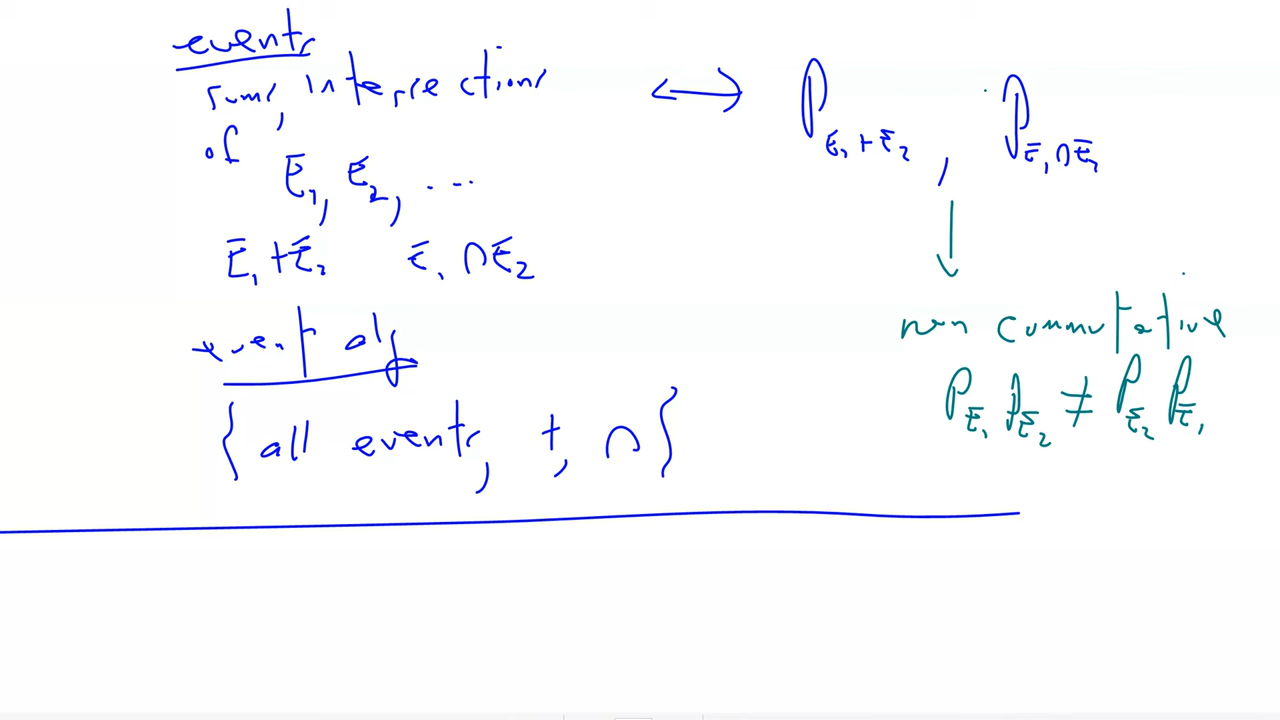 events
sums, intersections ⟷ P_{E₁+E₂}, P_{E₁∩E₂}
of
E₁, E₂, ...
E₁+E₂ E₁∩E₂
↓
non commutative
event alg
P_{E₁} P_{E₂} ≠ P_{E₂} P_{E₁}
{all events, +, ∩}